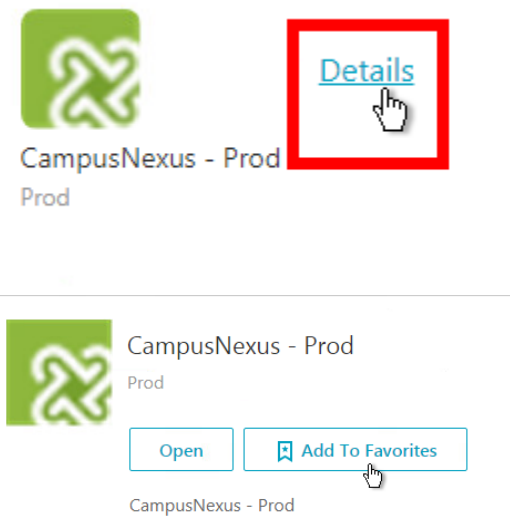 Details
CampusNexus - Prod
Prod
CampusNexus - Prod
Prod
Open
Add To Favorites
CampusNexus - Prod